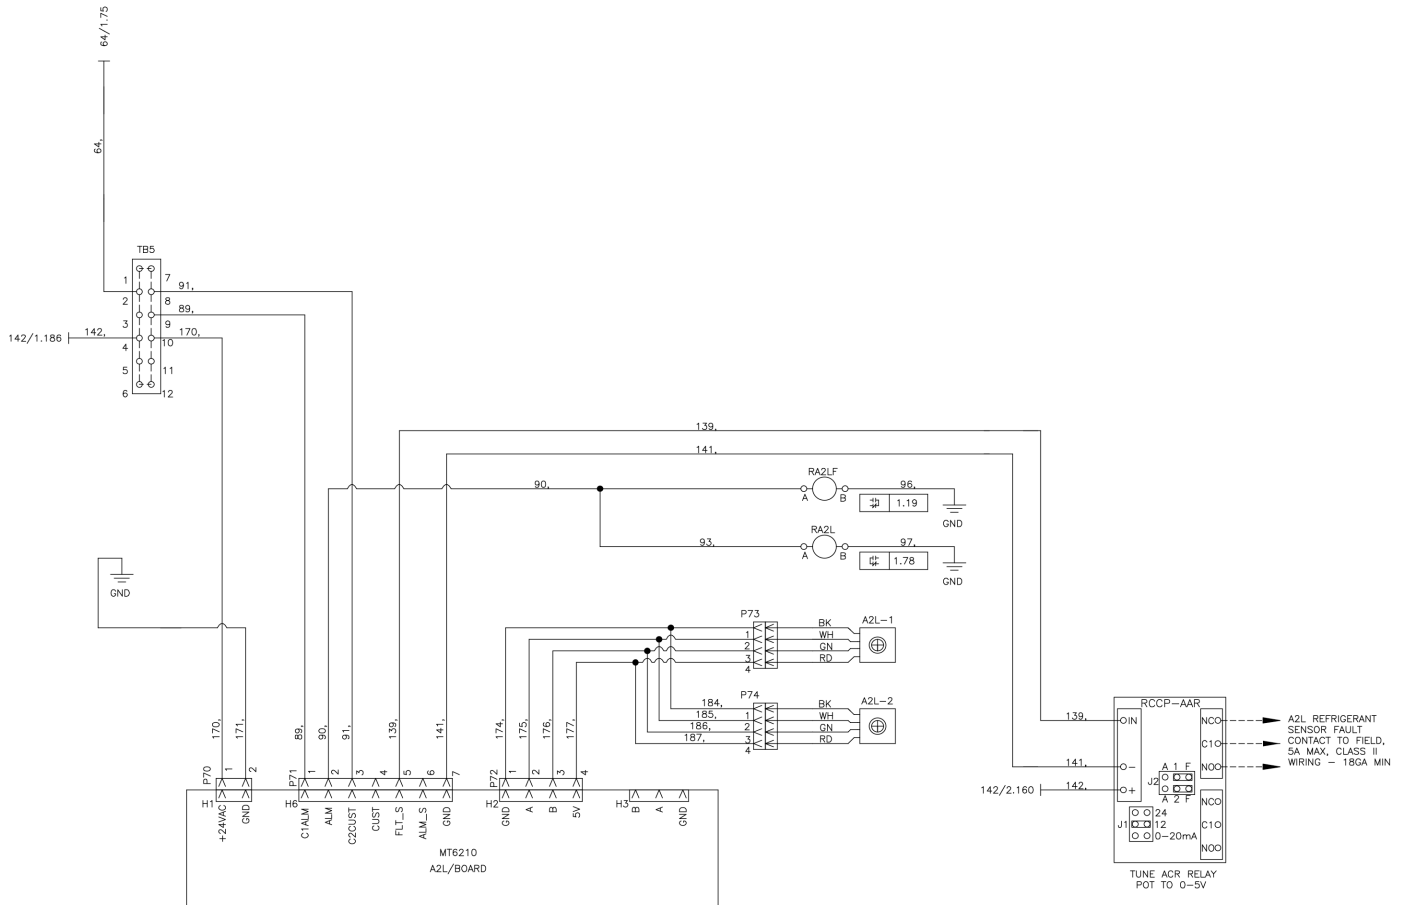 64/1.75
64,
TB5
1 7
91,
2 8
89,
3 9
142/1.186 142, 170,
4 10
5 11
6 12
139,
141,
RA2LF
90, A B 96,
1.19
GND
RA2L
93, A B 97,
1.78
GND
GND
P73
BK A2L-1
1 WH
2 GN
3 RD
4
P74
184, BK A2L-2
1 185, WH
2 186, GN
3 187, RD
4
170, 171, 89, 90, 91, 139, 141, 174, 175, 176, 177,
P70 1 2
P71 1 2 3 4 5 6 7
P72 1 2 3 4
H1 H6 H2 H3
+24VAC GND
C1ALM ALM C2CUST CUST FLT_S ALM_S GND
GND A B 5V
B A GND
MT6210
A2L/BOARD
RCCP-AAR
139, IN NC
141, - C1
NO
142/2.160 142, +
A 1 F
J2
A 2 F
24
J1 12
0-20mA
NC
C1
NO
TUNE ACR RELAY
POT TO 0-5V
A2L REFRIGERANT
SENSOR FAULT
CONTACT TO FIELD,
5A MAX, CLASS II
WIRING - 18GA MIN